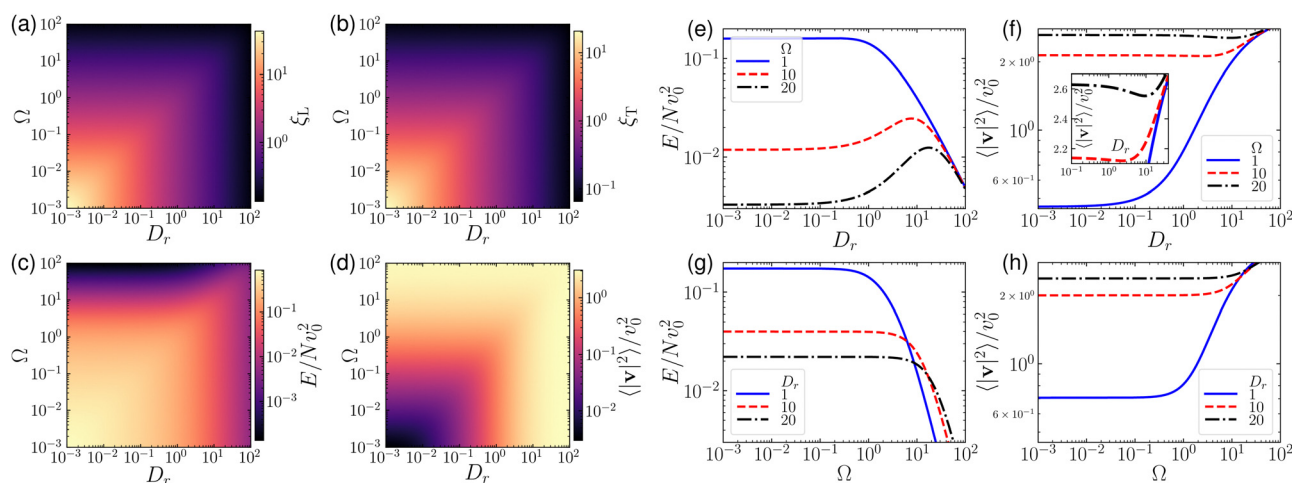 (a)
10²
10¹
10⁰
10⁻¹
10⁻²
10⁻³
Ω
10⁻³ 10⁻² 10⁻¹ 10⁰ 10¹ 10²
D_r
10¹
10⁰
ξ_L
(b)
10²
10¹
10⁰
10⁻¹
10⁻²
10⁻³
Ω
10⁻³ 10⁻² 10⁻¹ 10⁰ 10¹ 10²
D_r
10¹
10⁰
10⁻¹
ξ_T
(c)
10²
10¹
10⁰
10⁻¹
10⁻²
10⁻³
Ω
10⁻³ 10⁻² 10⁻¹ 10⁰ 10¹ 10²
D_r
10⁻¹
10⁻²
10⁻³
E/Nv₀²
(d)
10²
10¹
10⁰
10⁻¹
10⁻²
10⁻³
Ω
10⁻³ 10⁻² 10⁻¹ 10⁰ 10¹ 10²
D_r
10⁰
10⁻¹
10⁻²
⟨|v|²⟩/v₀²
(e)
10⁻¹
10⁻²
E/Nv₀²
Ω
1
10
20
10⁻³ 10⁻² 10⁻¹ 10⁰ 10¹ 10²
D_r
(f)
2 × 10⁰
10⁰
6 × 10⁻¹
⟨|v|²⟩/v₀²
2.6
2.4
2.2
⟨|v|²⟩/v₀²
D_r
10⁻¹ 10⁰ 10¹
Ω
1
10
20
10⁻³ 10⁻² 10⁻¹ 10⁰ 10¹ 10²
D_r
(g)
10⁻¹
10⁻²
E/Nv₀²
D_r
1
10
20
10⁻³ 10⁻² 10⁻¹ 10⁰ 10¹ 10²
Ω
(h)
2 × 10⁰
10⁰
6 × 10⁻¹
⟨|v|²⟩/v₀²
D_r
1
10
20
10⁻³ 10⁻² 10⁻¹ 10⁰ 10¹ 10²
Ω